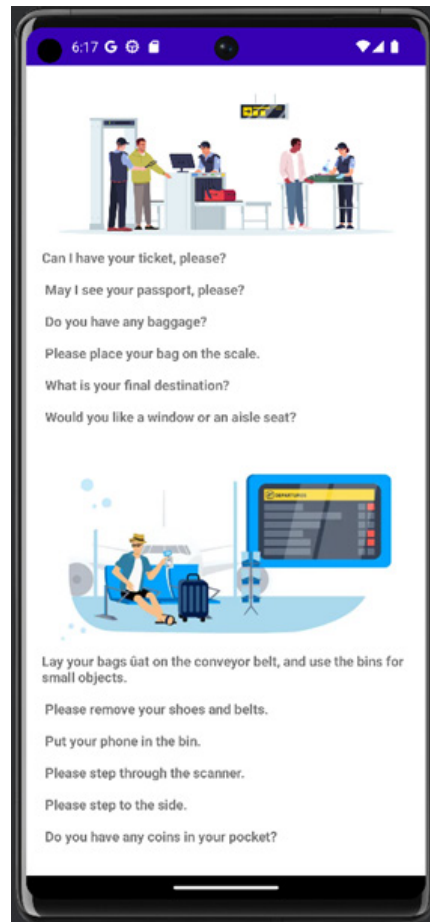 6:17 G
Can I have your ticket, please?
May I see your passport, please?
Do you have any baggage?
Please place your bag on the scale.
What is your final destination?
Would you like a window or an aisle seat?
DEPARTURES
Lay your bags ûat on the conveyor belt, and use the bins for
small objects.
Please remove your shoes and belts.
Put your phone in the bin.
Please step through the scanner.
Please step to the side.
Do you have any coins in your pocket?